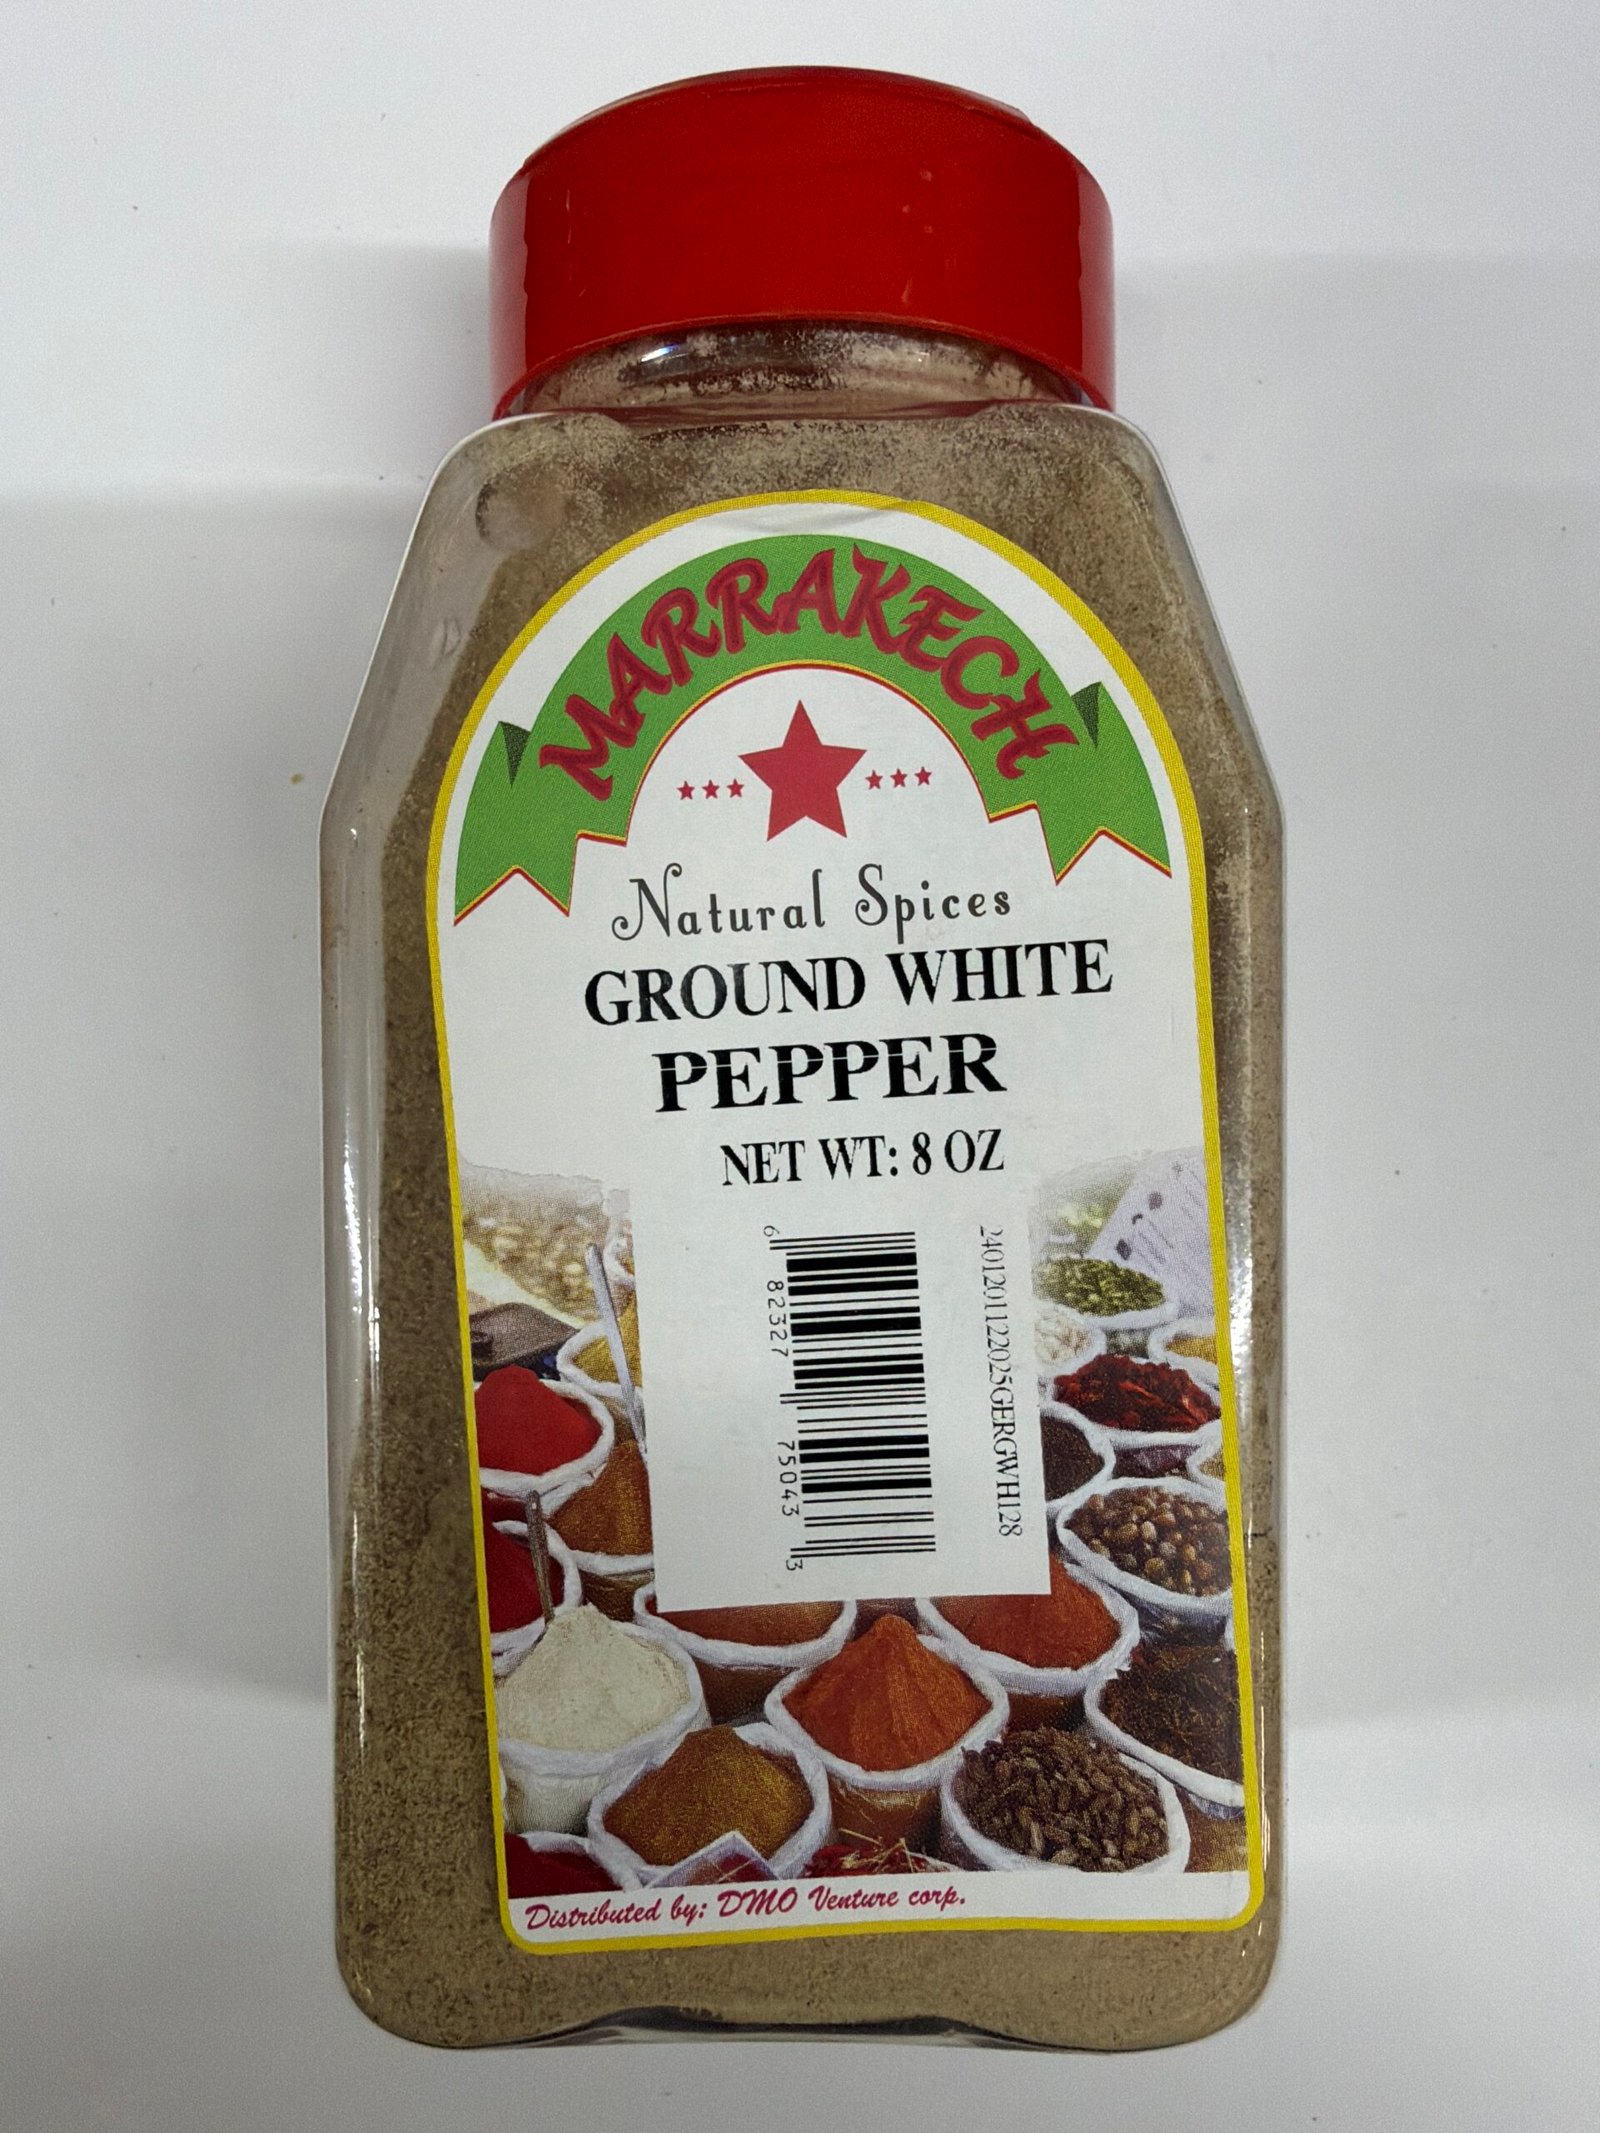 MARRAKECH
Natural Spices
GROUND WHITE
PEPPER
NET WT: 8 OZ
6 82327 75043 3
2401201122025GERGWH128
Distributed by: DMO Venture corp.